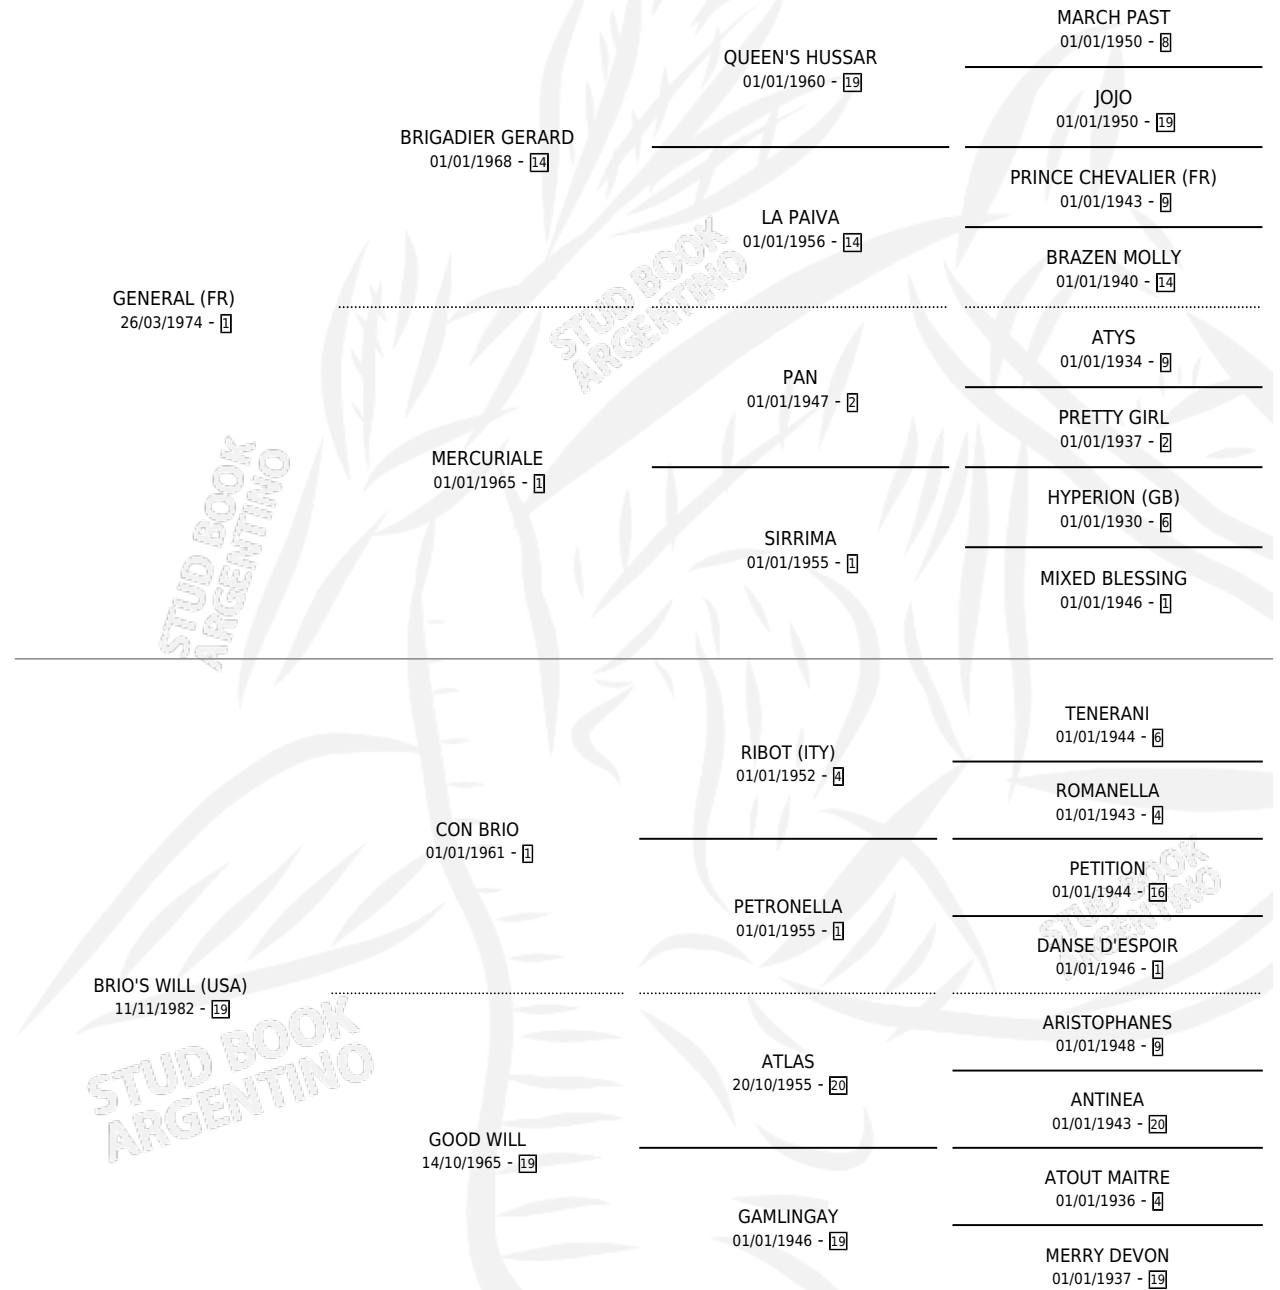 MARCH PAST
01/01/1950 - 8
QUEEN'S HUSSAR
01/01/1960 - 19
JOJO
01/01/1950 - 19
BRIGADIER GERARD
01/01/1968 - 14
PRINCE CHEVALIER (FR)
01/01/1943 - 9
LA PAIVA
01/01/1956 - 14
BRAZEN MOLLY
01/01/1940 - 14
GENERAL (FR)
26/03/1974 - 1
STUD BOOK
ARGENTINO
ATYS
01/01/1934 - 9
PAN
01/01/1947 - 2
PRETTY GIRL
01/01/1937 - 2
MERCURIALE
01/01/1965 - 1
HYPERION (GB)
01/01/1930 - 6
SIRRIMA
01/01/1955 - 1
MIXED BLESSING
01/01/1946 - 1
STUD BOOK
ARGENTINO
TENERANI
01/01/1944 - 6
RIBOT (ITY)
01/01/1952 - 4
ROMANELLA
01/01/1943 - 4
CON BRIO
01/01/1961 - 1
PETITION
01/01/1944 - 16
STUD BOOK
ARGENTINO
PETRONELLA
01/01/1955 - 1
DANSE D'ESPOIR
01/01/1946 - 1
BRIO'S WILL (USA)
11/11/1982 - 19
STUD BOOK
ARGENTINO
ARISTOPHANES
01/01/1948 - 9
ATLAS
20/10/1955 - 20
ANTINEA
01/01/1943 - 20
GOOD WILL
14/10/1965 - 19
ATOUT MAITRE
01/01/1936 - 4
GAMLINGAY
01/01/1946 - 19
MERRY DEVON
01/01/1937 - 19